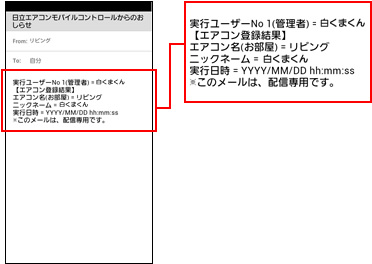 日立エアコンモバイルコントロールからのお
しらせ
From: リビング
To: 自分
実行ユーザーNo 1(管理者) = 白くまくん
【エアコン登録結果】
エアコン名(お部屋) = リビング
ニックネーム = 白くまくん
実行日時 = YYYY/MM/DD hh:mm:ss
※このメールは、配信専用です。
実行ユーザーNo 1(管理者) = 白くまくん
【エアコン登録結果】
エアコン名(お部屋) = リビング
ニックネーム = 白くまくん
実行日時 = YYYY/MM/DD hh:mm:ss
※このメールは、配信専用です。